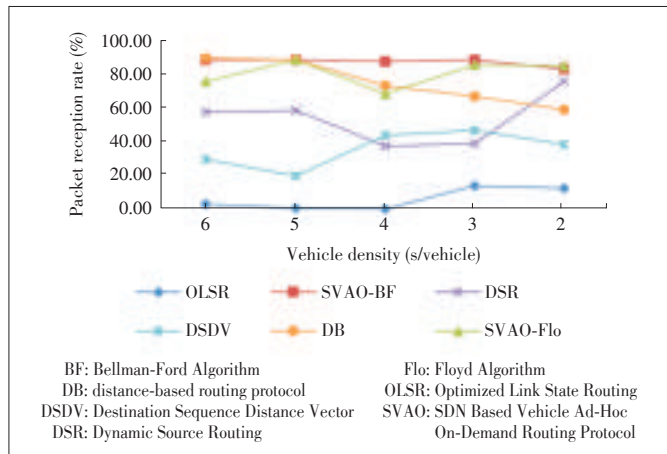 100.00
80.00
60.00
40.00
20.00
0.00
Packet reception rate (%)
6 5 4 3 2
Vehicle density (s/vehicle)
OLSR SVAO-BF DSR
DSDV DB SVAO-Flo
BF: Bellman-Ford Algorithm Flo: Floyd Algorithm
DB: distance-based routing protocol OLSR: Optimized Link State Routing
DSDV: Destination Sequence Distance Vector SVAO: SDN Based Vehicle Ad-Hoc
DSR: Dynamic Source Routing On-Demand Routing Protocol